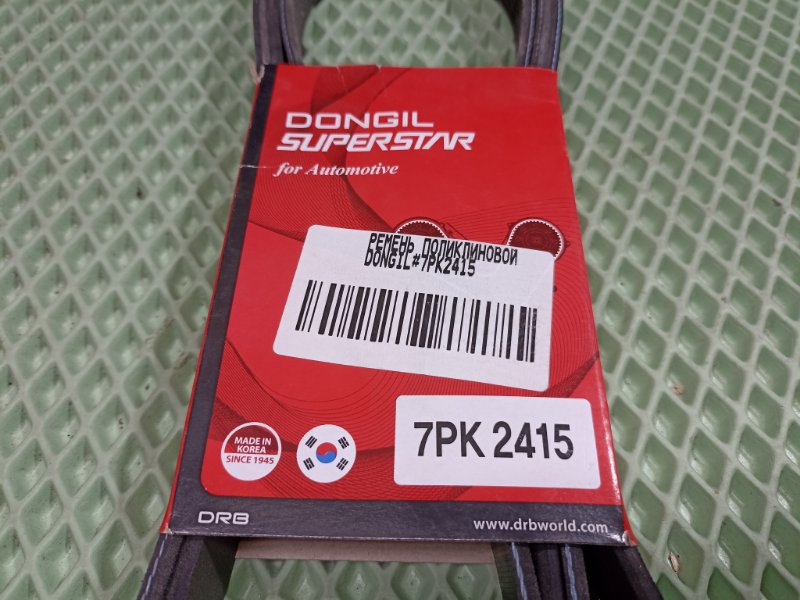 DONGIL
SUPERSTAR
for Automotive
РЕМЕНЬ ПОЛИКЛИНОВОЙ
DONGIL#7PK2415
7PK 2415
MADE IN
KOREA
SINCE 1945
DRB
www.drbworld.com